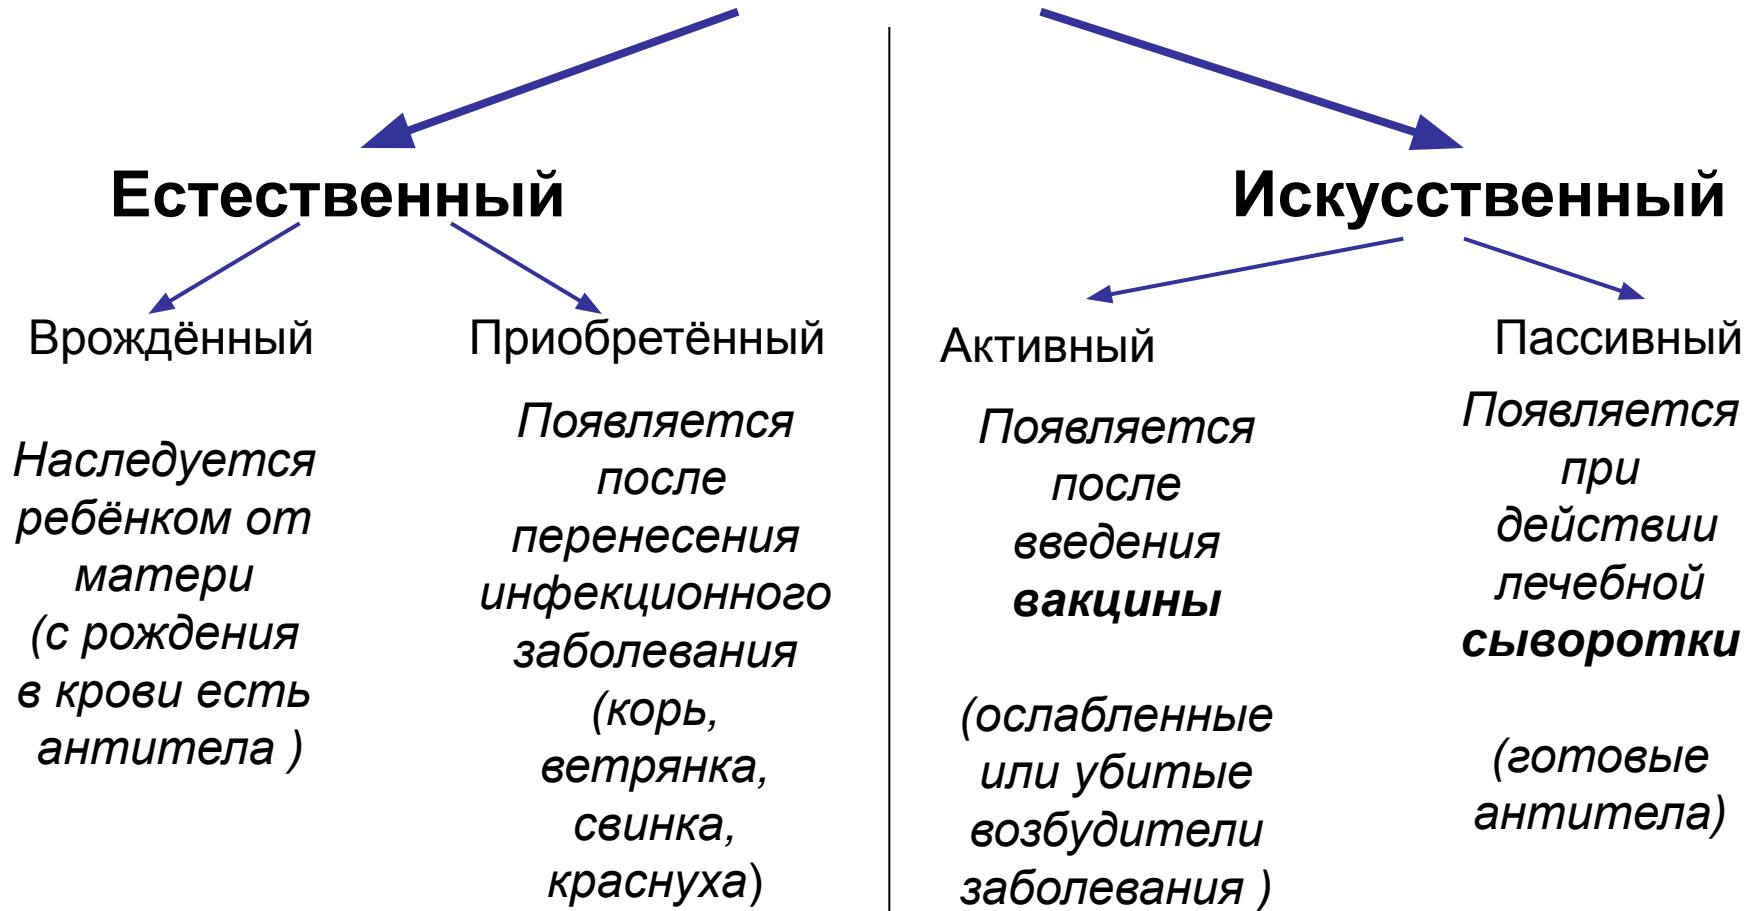 Естественный
Искусственный
Врождённый
Приобретённый
Активный
Пассивный
Наследуется
ребёнком от
матери
(с рождения
в крови есть
антитела )
Появляется
после
перенесения
инфекционного
заболевания
(корь,
ветрянка,
свинка,
краснуха)
Появляется
после
введения
вакцины
(ослабленные
или убитые
возбудители
заболевания )
Появляется
при
действии
лечебной
сыворотки
(готовые
антитела)